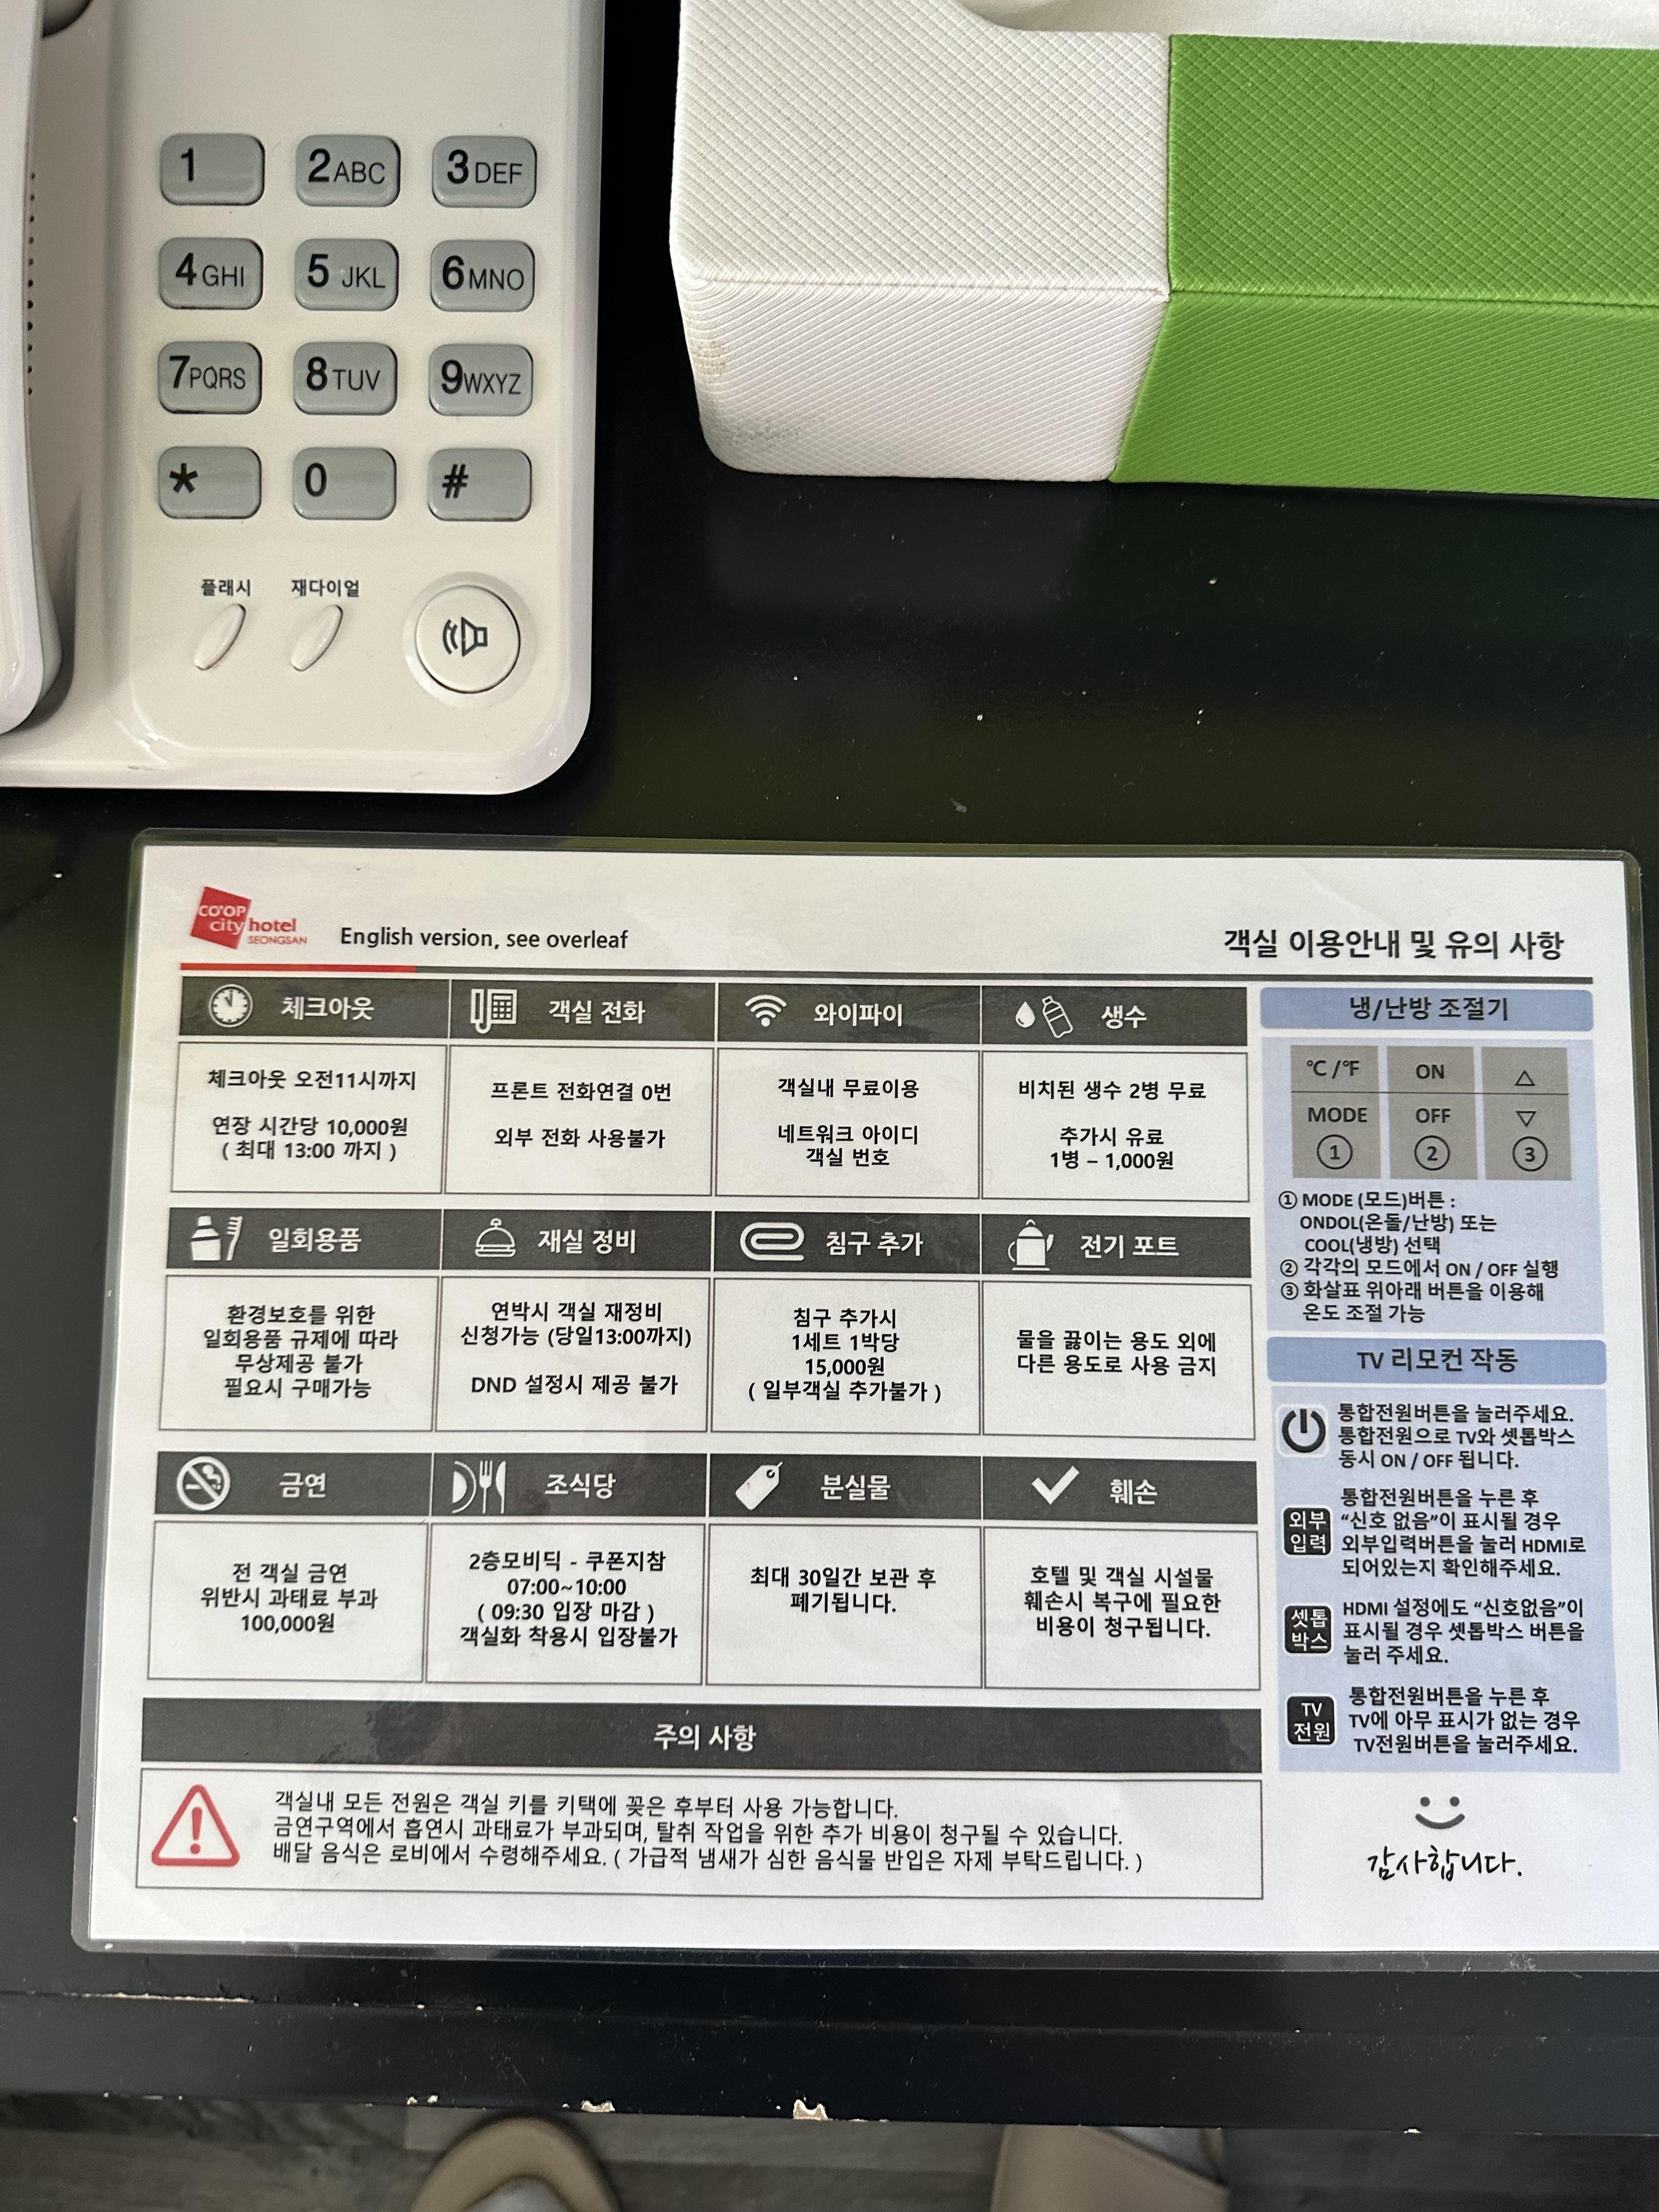 1
2 ABC
3 DEF
4 GHI
5 JKL
6 MNO
7 PQRS
8 TUV
9 WXYZ
*
0
#
플래시
재다이얼
CO'OP
city hotel
SEONGSAN
English version, see overleaf
객실 이용안내 및 유의 사항
체크아웃
체크아웃 오전11시까지
연장 시간당 10,000원
( 최대 13:00 까지 )
객실 전화
프론트 전화연결 0번
외부 전화 사용불가
와이파이
객실내 무료이용
네트워크 아이디
객실 번호
생수
비치된 생수 2병 무료
추가시 유료
1병 – 1,000원
일회용품
환경보호를 위한
일회용품 규제에 따라
무상제공 불가
필요시 구매가능
재실 정비
연박시 객실 재정비
신청가능 (당일13:00까지)
DND 설정시 제공 불가
침구 추가
침구 추가시
1세트 1박당
15,000원
( 일부객실 추가불가 )
전기 포트
물을 끓이는 용도 외에
다른 용도로 사용 금지
금연
전 객실 금연
위반시 과태료 부과
100,000원
조식당
2층모비딕 - 쿠폰지참
07:00~10:00
( 09:30 입장 마감 )
객실화 착용시 입장불가
분실물
최대 30일간 보관 후
폐기됩니다.
훼손
호텔 및 객실 시설물
훼손시 복구에 필요한
비용이 청구됩니다.
주의 사항
객실내 모든 전원은 객실 키를 키택에 꽂은 후부터 사용 가능합니다.
금연구역에서 흡연시 과태료가 부과되며, 탈취 작업을 위한 추가 비용이 청구될 수 있습니다.
배달 음식은 로비에서 수령해주세요. ( 가급적 냄새가 심한 음식물 반입은 자제 부탁드립니다. )
냉/난방 조절기
℃/℉ ON △
MODE OFF ▽
① ② ③
① MODE (모드)버튼 :
ONDOL(온돌/난방) 또는
COOL(냉방) 선택
② 각각의 모드에서 ON / OFF 실행
③ 화살표 위아래 버튼을 이용해
온도 조절 가능
TV 리모컨 작동
통합전원버튼을 눌러주세요.
통합전원으로 TV와 셋톱박스
동시 ON / OFF 됩니다.
외부
입력
통합전원버튼을 누른 후
“신호 없음”이 표시될 경우
외부입력버튼을 눌러 HDMI로
되어있는지 확인해주세요.
셋톱
박스
HDMI 설정에도 “신호없음”이
표시될 경우 셋톱박스 버튼을
눌러 주세요.
TV
전원
통합전원버튼을 누른 후
TV에 아무 표시가 없는 경우
TV전원버튼을 눌러주세요.
감사합니다.